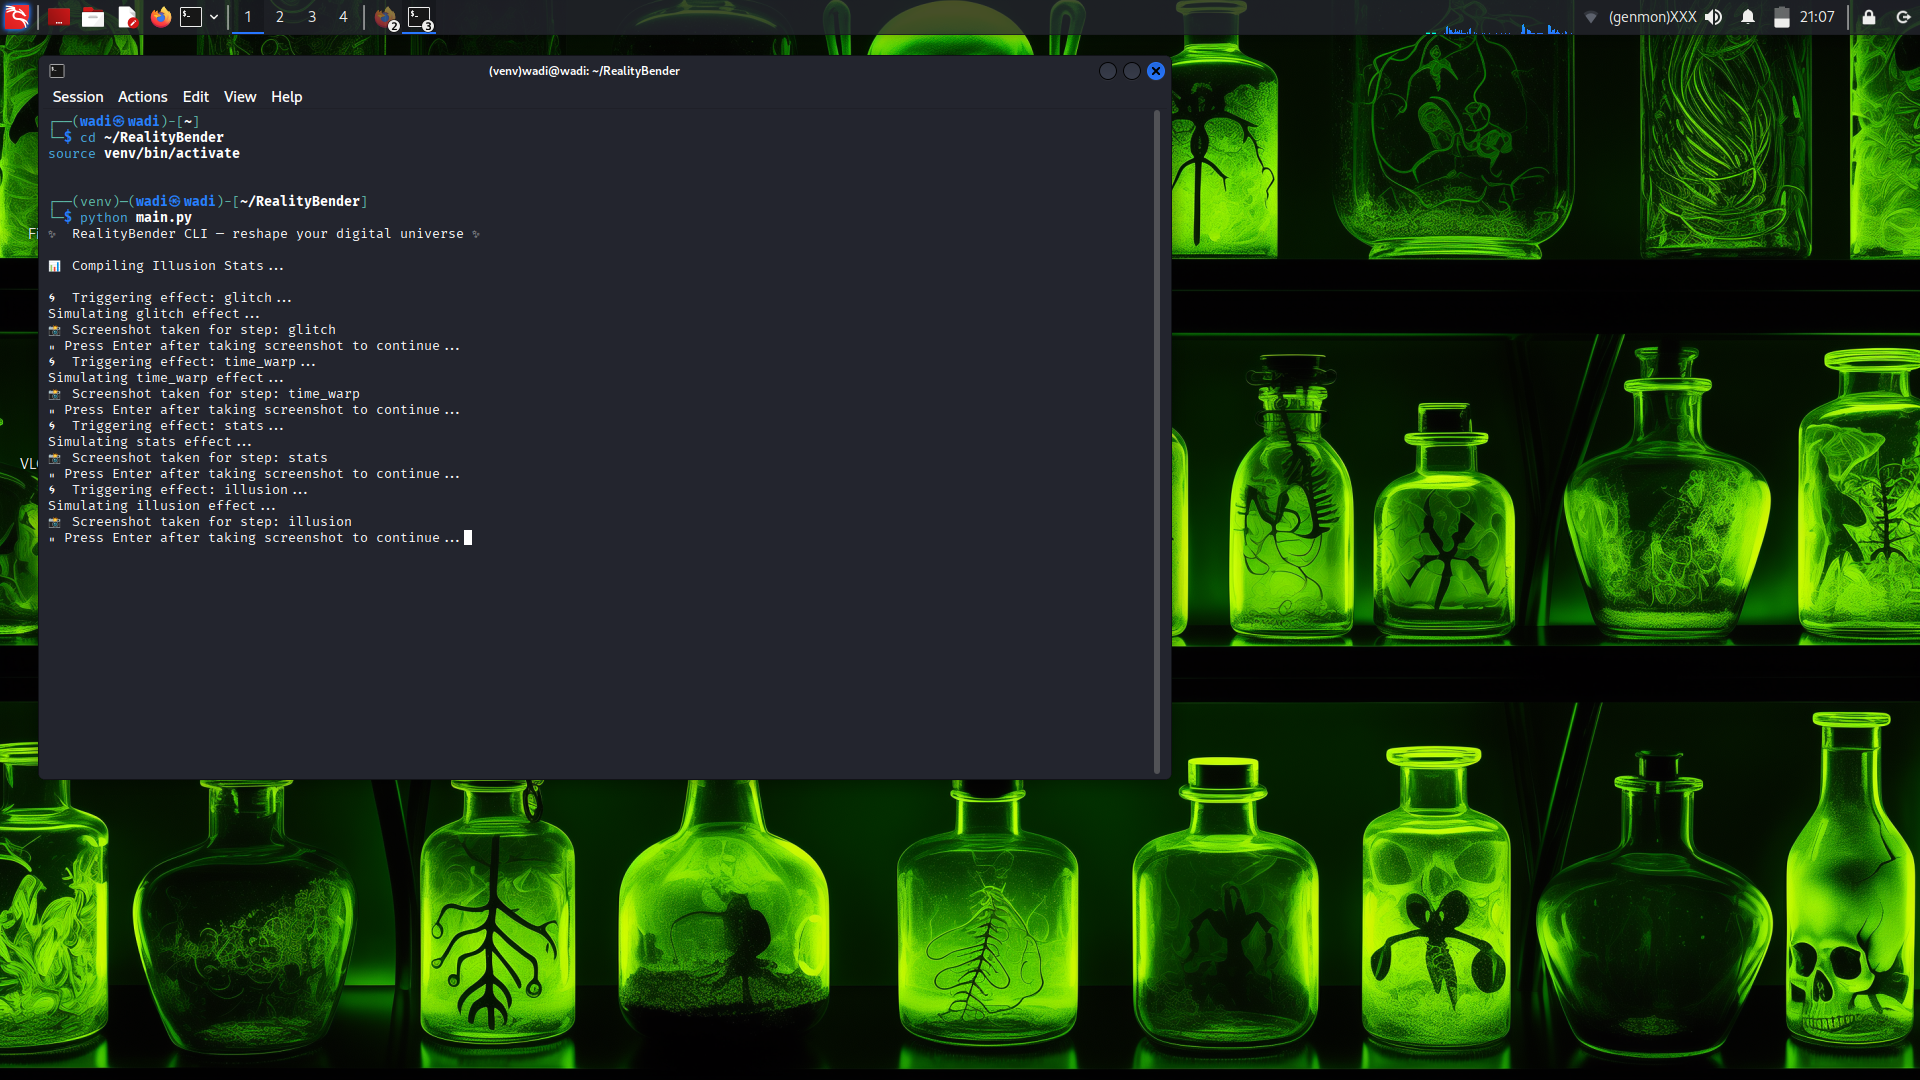 1 2 3 4
2
3
(genmon)XXX
21:07
(venv)wadi@wadi: ~/RealityBender
Session Actions Edit View Help
┌──(wadi㉿wadi)-[~]
└─$ cd ~/RealityBender
source venv/bin/activate
┌──(venv)─(wadi㉿wadi)-[~/RealityBender]
└─$ python main.py
✨ RealityBender CLI — reshape your digital universe ✨
📊 Compiling Illusion Stats...
🌀 Triggering effect: glitch...
Simulating glitch effect...
📸 Screenshot taken for step: glitch
⏸ Press Enter after taking screenshot to continue...
🌀 Triggering effect: time_warp...
Simulating time_warp effect...
📸 Screenshot taken for step: time_warp
⏸ Press Enter after taking screenshot to continue...
🌀 Triggering effect: stats...
Simulating stats effect...
📸 Screenshot taken for step: stats
⏸ Press Enter after taking screenshot to continue...
🌀 Triggering effect: illusion...
Simulating illusion effect...
📸 Screenshot taken for step: illusion
⏸ Press Enter after taking screenshot to continue...